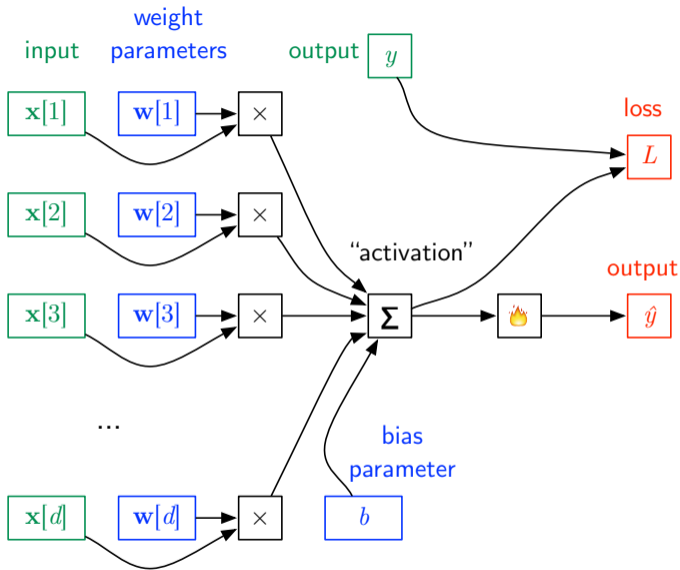 weight
input parameters output y
x[1] w[1] × loss
L
x[2] w[2] ×
“activation”
output
x[3] w[3] × Σ ŷ
...
bias
parameter
x[d] w[d] × b